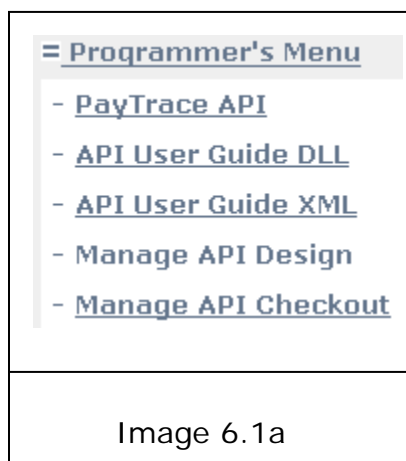 = Programmer's Menu
- PayTrace API
- API User Guide DLL
- API User Guide XML
- Manage API Design
- Manage API Checkout
Image 6.1a